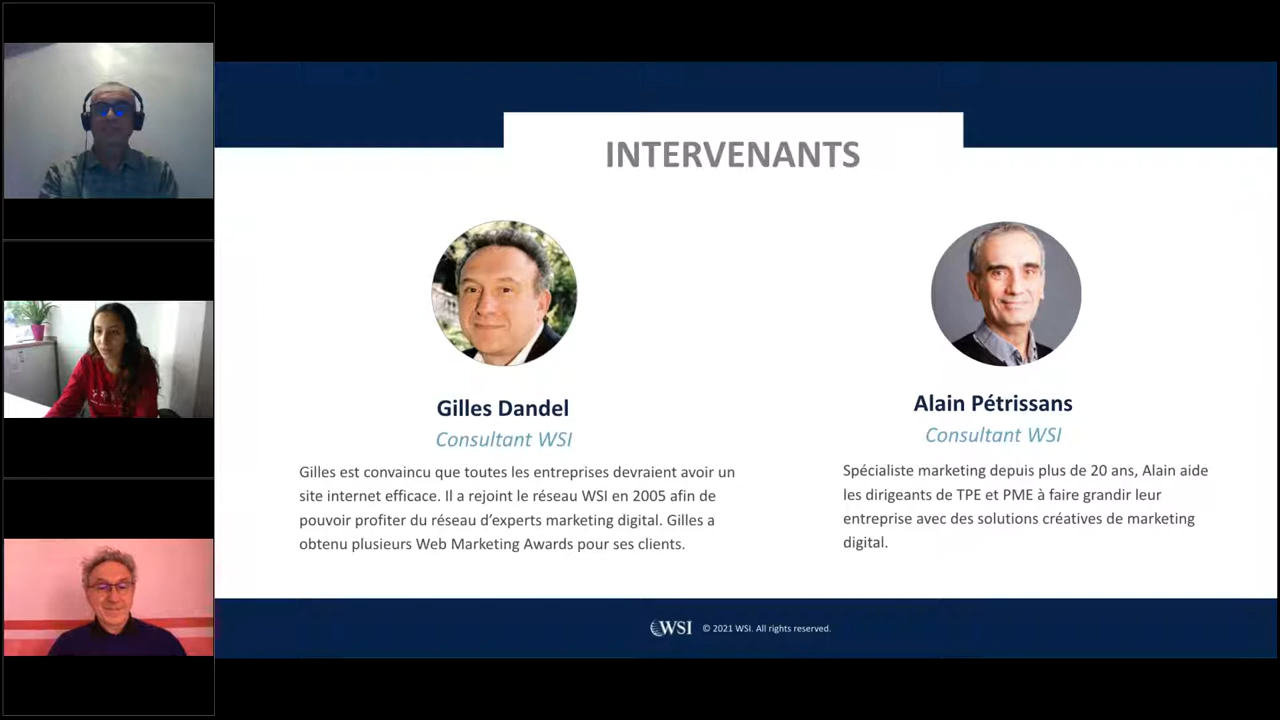 INTERVENANTS
Gilles Dandel
Consultant WSI
Gilles est convaincu que toutes les entreprises devraient avoir un
site internet efficace. Il a rejoint le réseau WSI en 2005 afin de
pouvoir profiter du réseau d’experts marketing digital. Gilles a
obtenu plusieurs Web Marketing Awards pour ses clients.
Alain Pétrissans
Consultant WSI
Spécialiste marketing depuis plus de 20 ans, Alain aide
les dirigeants de TPE et PME à faire grandir leur
entreprise avec des solutions créatives de marketing
digital.
WSI © 2021 WSI. All rights reserved.